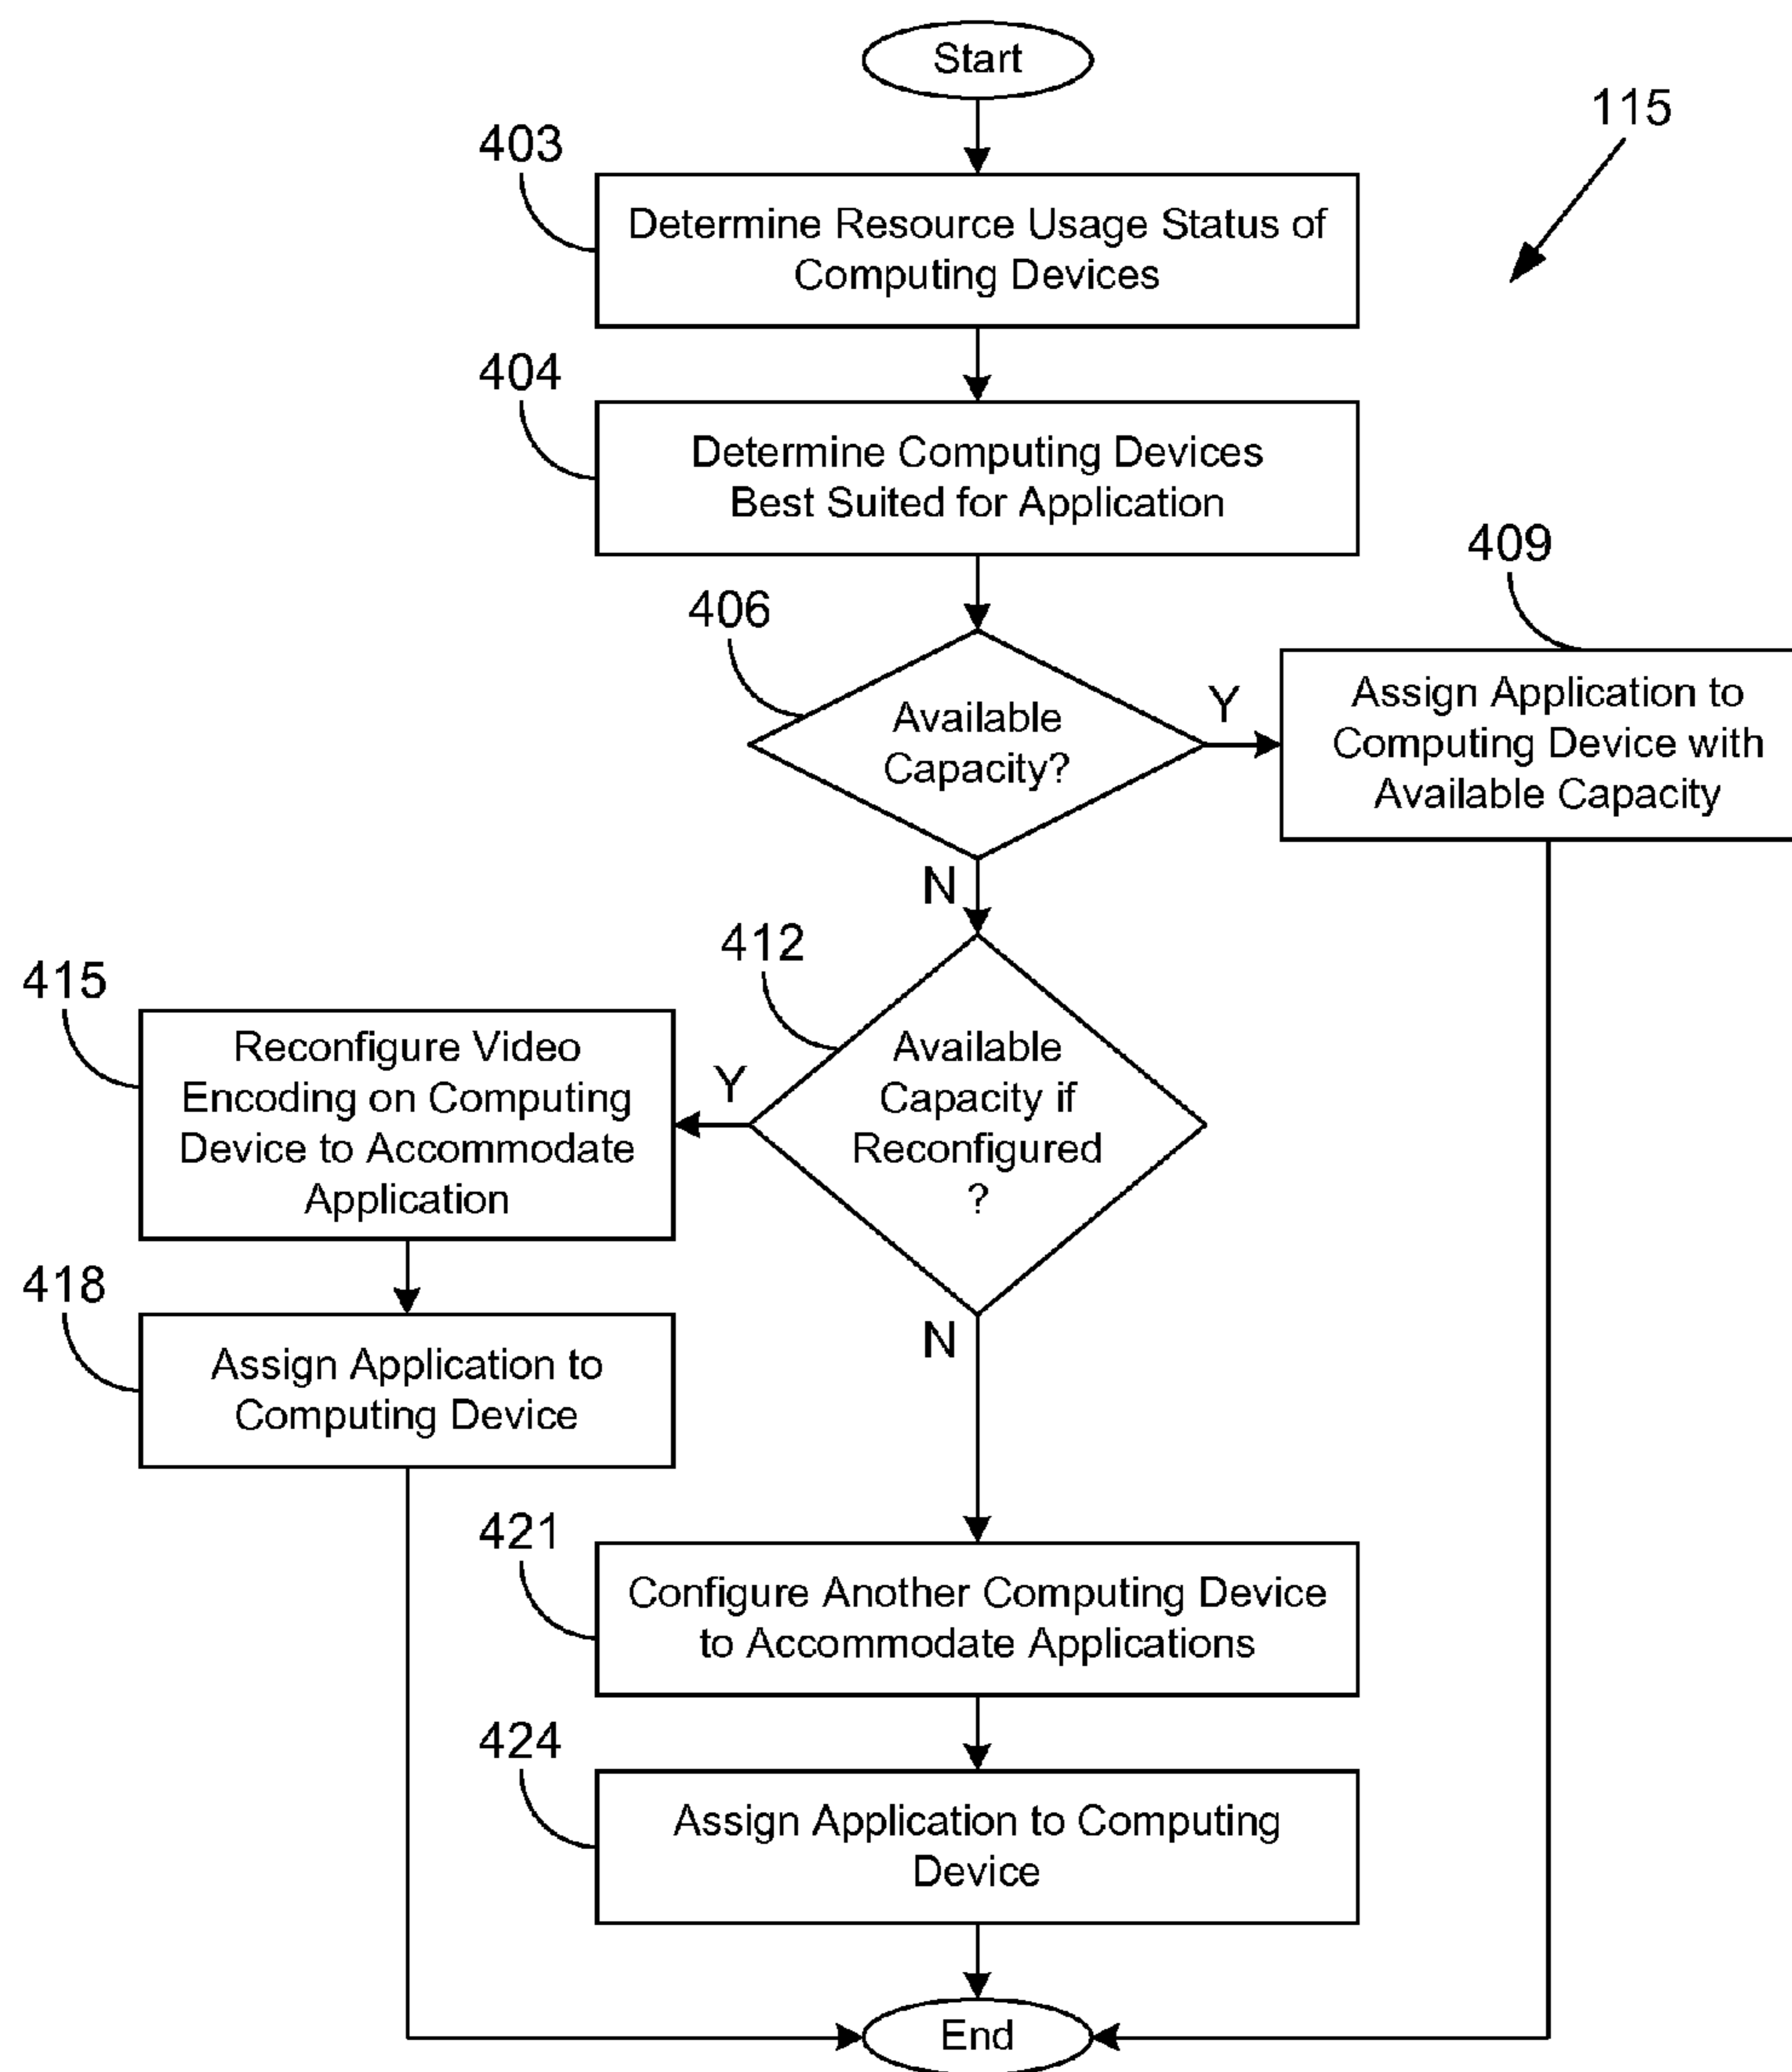 Start
115
403
Determine Resource Usage Status of
Computing Devices
404
Determine Computing Devices
Best Suited for Application
409
406
Available
Capacity?
Y
Assign Application to
Computing Device with
Available Capacity
N
412
415
Available
Capacity if
Reconfigured
?
Y
Reconfigure Video
Encoding on Computing
Device to Accommodate
Application
418
N
Assign Application to
Computing Device
421
Configure Another Computing Device
to Accommodate Applications
424
Assign Application to Computing
Device
End